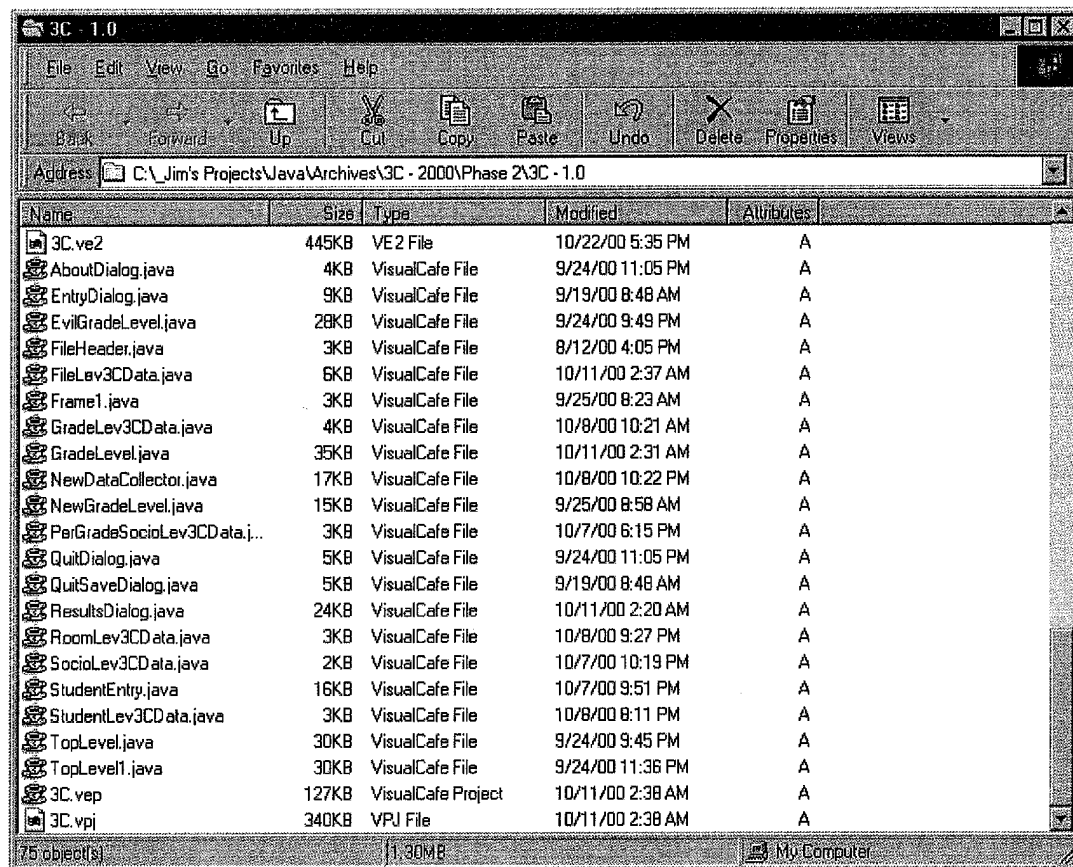 3C - 1.0
File Edit View Go Favorites Help
Back Forward Up Cut Copy Paste Undo Delete Properties Views
Address C:\_Jim's Projects\Java\Archives\3C - 2000\Phase 2\3C - 1.0
Name Size Type Modified Attributes
3C.ve2 445KB VE2 File 10/22/00 5:35 PM A
AboutDialog.java 4KB VisualCafe File 9/24/00 11:05 PM A
EntryDialog.java 9KB VisualCafe File 9/19/00 8:48 AM A
EvilGradeLevel.java 28KB VisualCafe File 9/24/00 9:49 PM A
FileHeader.java 3KB VisualCafe File 8/12/00 4:05 PM A
FileLev3CData.java 6KB VisualCafe File 10/11/00 2:37 AM A
Frame1.java 3KB VisualCafe File 9/25/00 8:23 AM A
GradeLev3CData.java 4KB VisualCafe File 10/8/00 10:21 AM A
GradeLevel.java 35KB VisualCafe File 10/11/00 2:31 AM A
NewDataCollector.java 17KB VisualCafe File 10/8/00 10:22 PM A
NewGradeLevel.java 15KB VisualCafe File 9/25/00 8:58 AM A
PerGradeSocioLev3CData.j... 3KB VisualCafe File 10/7/00 6:15 PM A
QuitDialog.java 5KB VisualCafe File 9/24/00 11:05 PM A
QuitSaveDialog.java 5KB VisualCafe File 9/19/00 8:48 AM A
ResultsDialog.java 24KB VisualCafe File 10/11/00 2:20 AM A
RoomLev3CData.java 3KB VisualCafe File 10/8/00 9:27 PM A
SocioLev3CData.java 2KB VisualCafe File 10/7/00 10:19 PM A
StudentEntry.java 16KB VisualCafe File 10/7/00 9:51 PM A
StudentLev3CData.java 3KB VisualCafe File 10/8/00 8:11 PM A
TopLevel.java 30KB VisualCafe File 9/24/00 9:45 PM A
TopLevel1.java 30KB VisualCafe File 9/24/00 11:36 PM A
3C.vep 127KB VisualCafe Project 10/11/00 2:38 AM A
3C.vpj 340KB VPJ File 10/11/00 2:38 AM A
75 object(s) 1.30MB My Computer